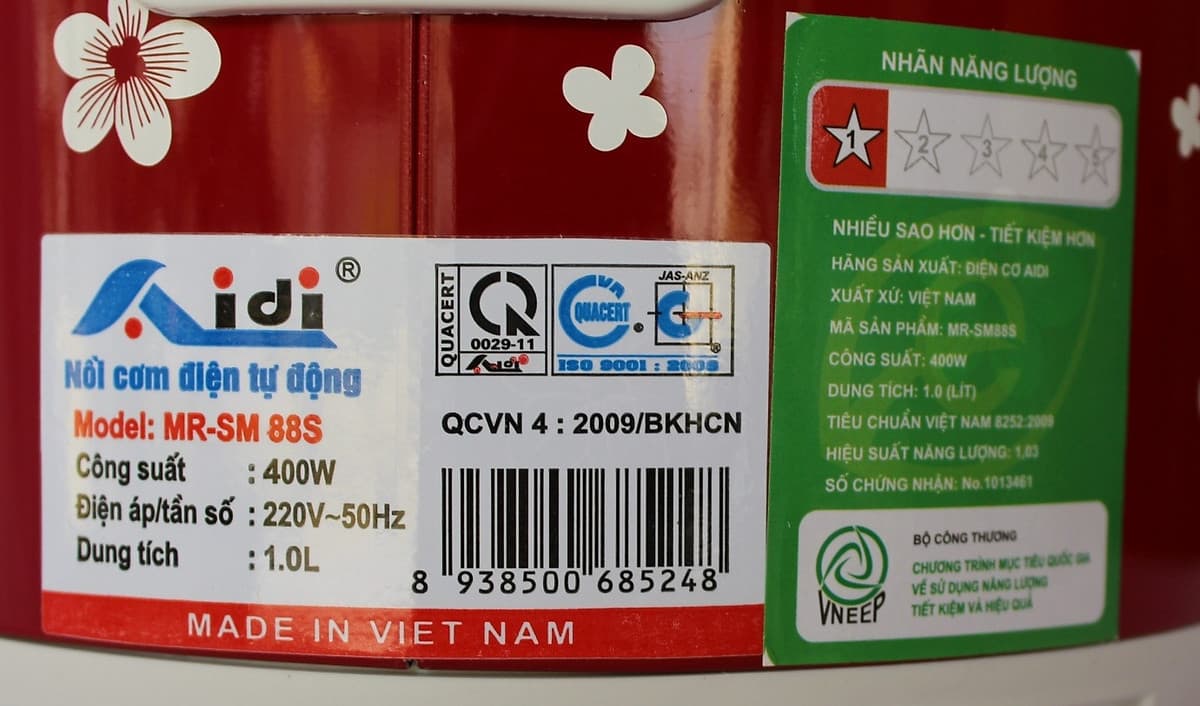 Aidi ®
Nồi cơm điện tự động
Model: MR-SM 88S
Công suất : 400W
Điện áp/tần số : 220V~50Hz
Dung tích : 1.0L
QUACERT
0029-11
Aidi
QUACERT
JAS-ANZ
C
®
ISO 9001 : 2008
QCVN 4 : 2009/BKHCN
8 938500 685248
MADE IN VIET NAM
NHÃN NĂNG LƯỢNG
1 2 3 4 5
NHIỀU SAO HƠN - TIẾT KIỆM HƠN
HÃNG SẢN XUẤT: ĐIỆN CƠ AIDI
XUẤT XỨ: VIỆT NAM
MÃ SẢN PHẨM: MR-SM88S
CÔNG SUẤT: 400W
DUNG TÍCH: 1.0 (LÍT)
TIÊU CHUẨN VIỆT NAM 8252:2009
HIỆU SUẤT NĂNG LƯỢNG: 1,03
SỐ CHỨNG NHẬN: No.1013461
VNEEP
BỘ CÔNG THƯƠNG
CHƯƠNG TRÌNH MỤC TIÊU QUỐC GIA
VỀ SỬ DỤNG NĂNG LƯỢNG
TIẾT KIỆM VÀ HIỆU QUẢ